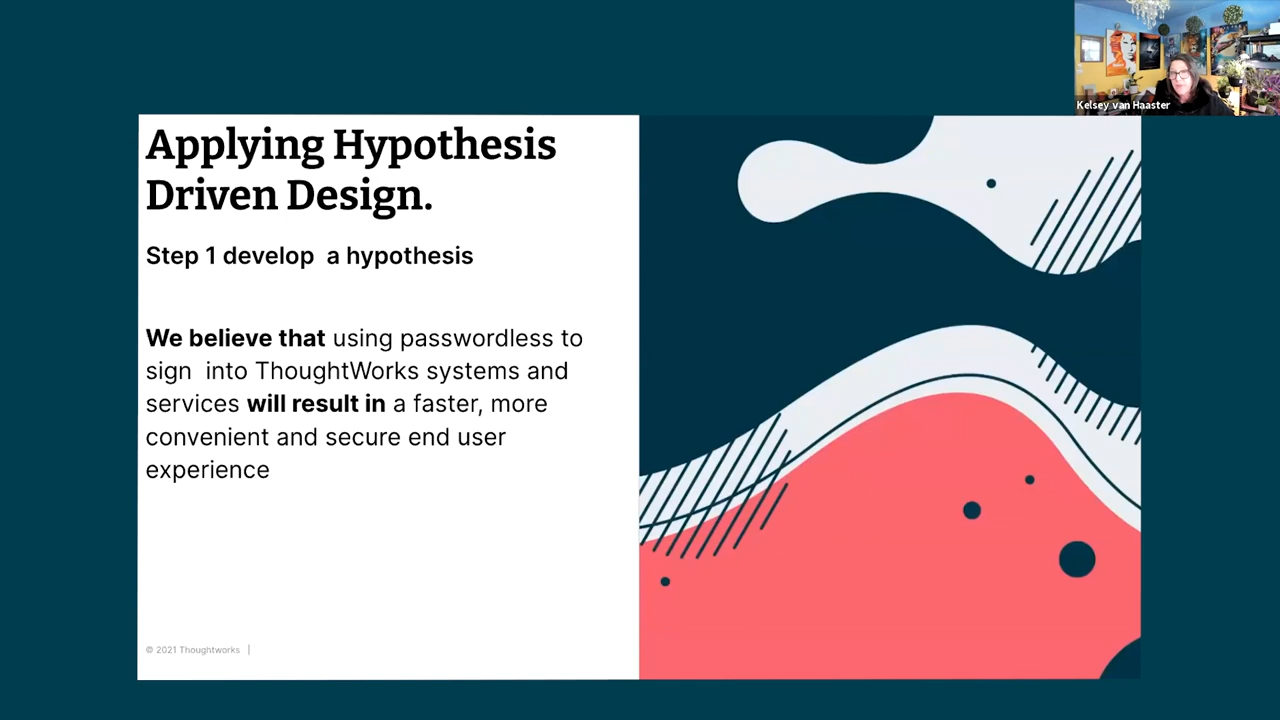 Kelsey van Haaster
Applying Hypothesis
Driven Design.
Step 1 develop  a hypothesis
We believe that using passwordless to
sign  into ThoughtWorks systems and
services will result in a faster, more
convenient and secure end user
experience
© 2021 Thoughtworks |